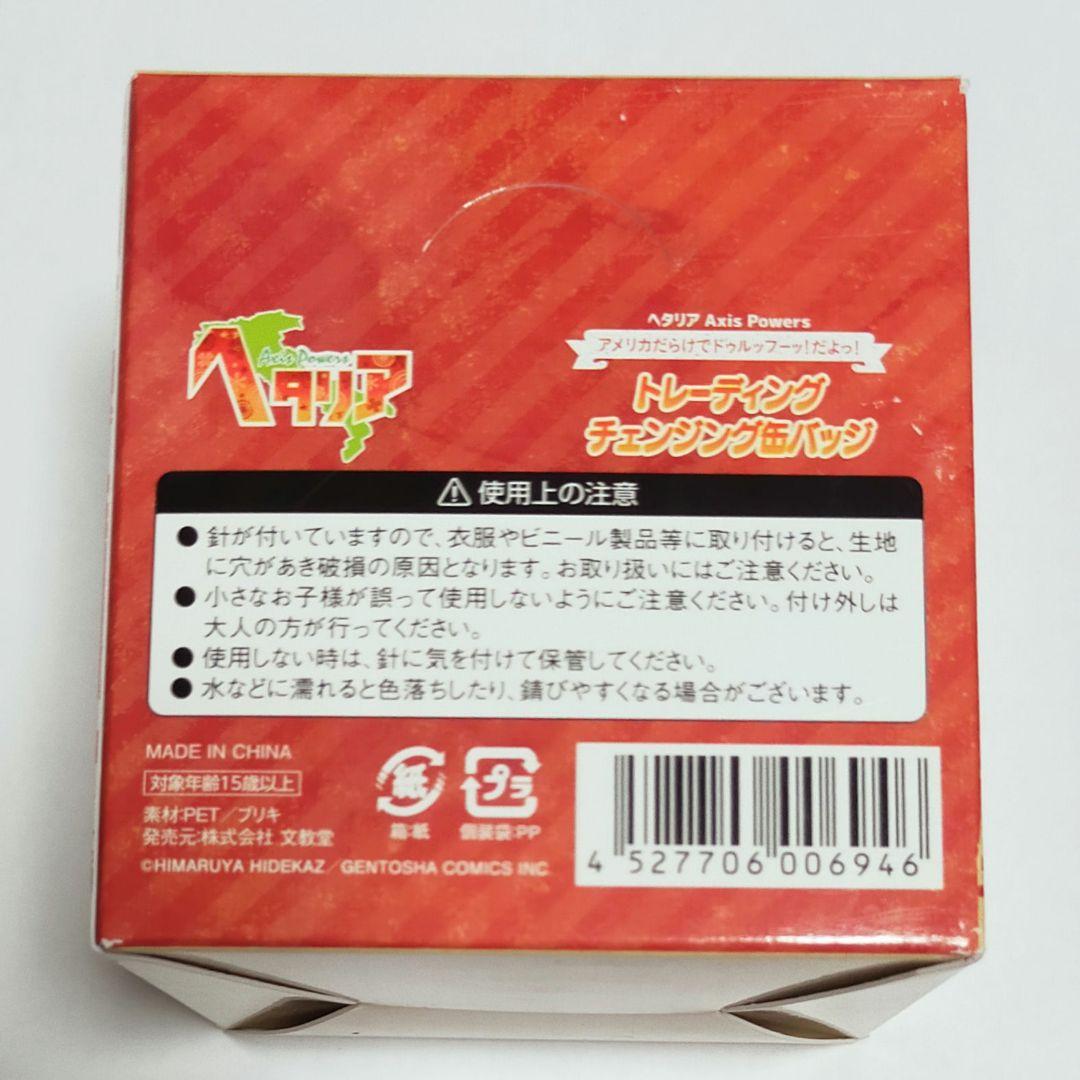 Axis Powers
ヘタリア
ヘタリア Axis Powers
アメリカだらけでドゥルッフーッ!だよっ!
トレーディング
チェンジング缶バッジ
使用上の注意
● 針が付いていますので、衣服やビニール製品等に取り付けると、生地
に穴があき破損の原因となります。お取り扱いにはご注意ください。
● 小さなお子様が誤って使用しないようにご注意ください。付け外しは
大人の方が行ってください。
● 使用しない時は、針に気を付けて保管してください。
● 水などに濡れると色落ちしたり、錆びやすくなる場合がございます。
MADE IN CHINA
対象年齢15歳以上
素材:PET/ブリキ
発売元:株式会社 文教堂
©HIMARUYA HIDEKAZ/GENTOSHA COMICS INC
紙
箱:紙
プラ
個装袋:PP
4 527706 006946